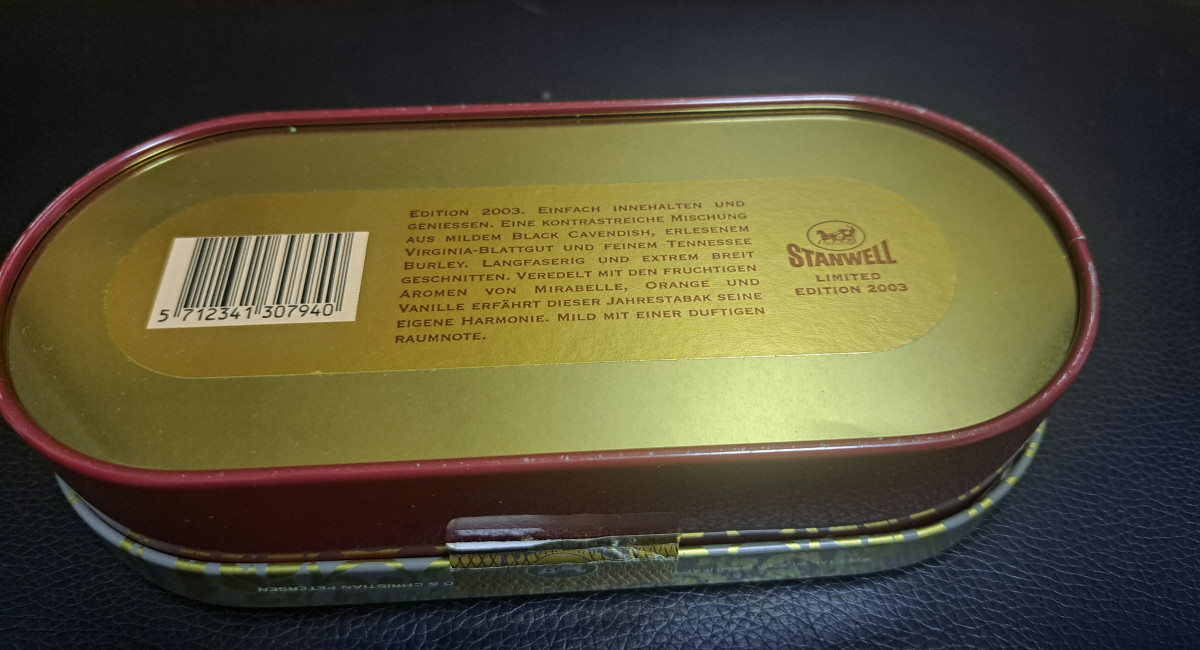 EDITION 2003. EINFACH INNEHALTEN UND
GENIESSEN. EINE KONTRASTREICHE MISCHUNG
AUS MILDEM BLACK CAVENDISH, ERLESENEM
VIRGINIA-BLATTGUT UND FEINEM TENNESSEE
BURLEY. LANGFASERIG UND EXTREM BREIT
GESCHNITTEN. VEREDELT MIT DEN FRUCHTIGEN
AROMEN VON MIRABELLE, ORANGE UND
VANILLE ERFÄHRT DIESER JAHRESTABAK SEINE
EIGENE HARMONIE. MILD MIT EINER DUFTIGEN
RAUMNOTE.
STANWELL
LIMITED
EDITION 2003
5 712341 307940
& CHRISTIAN PETERSEN